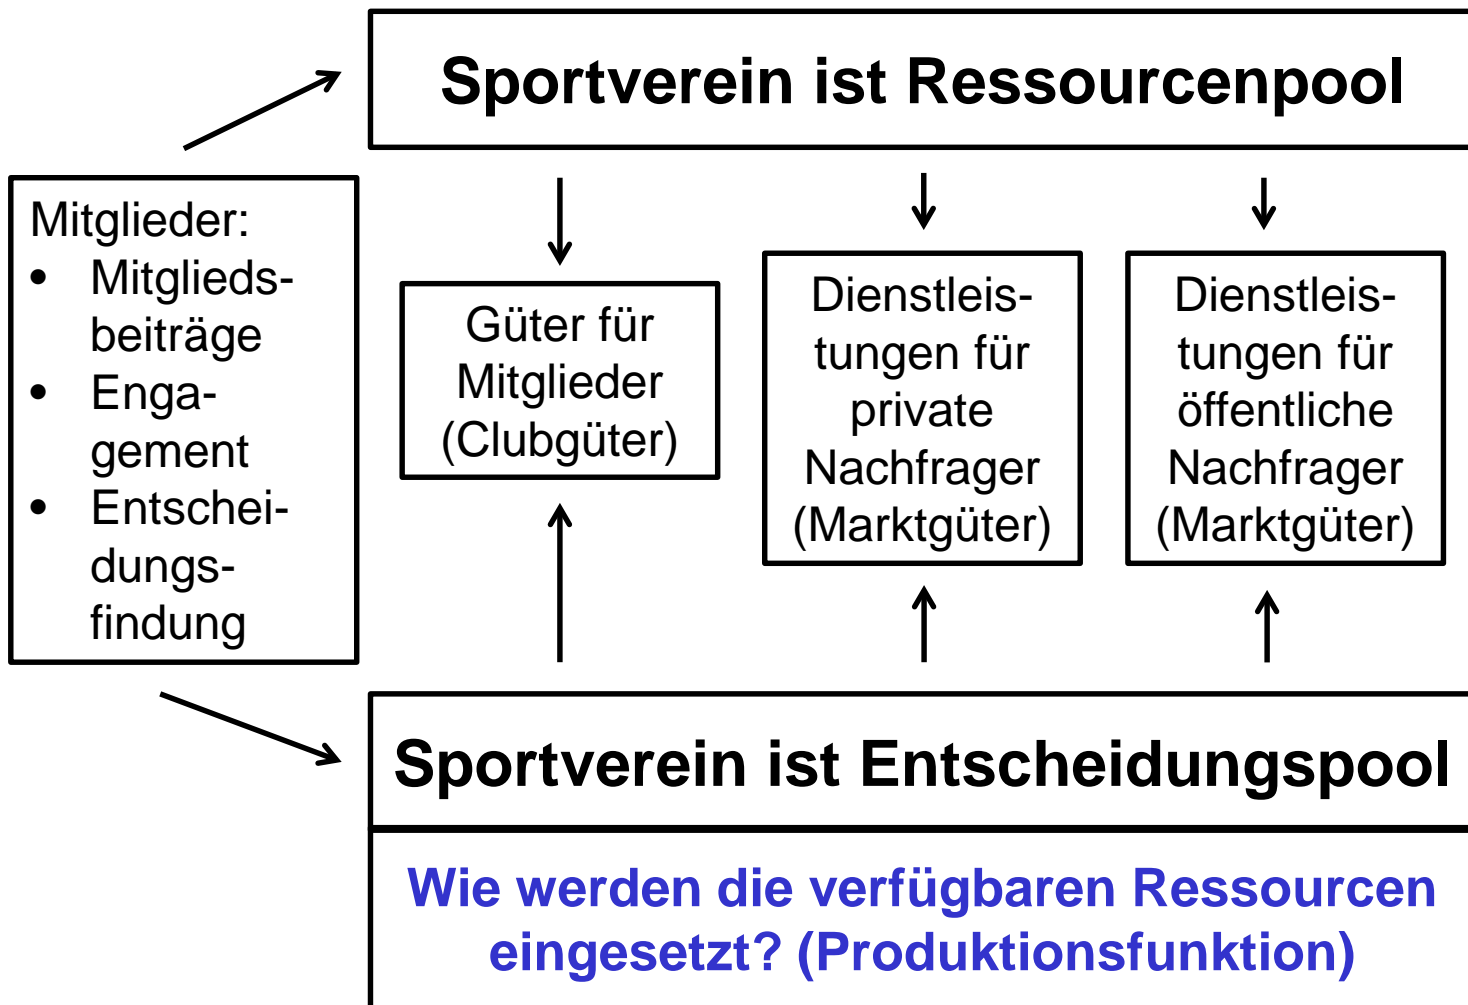 Sportverein ist Ressourcenpool
Mitglieder:
• Mitglieds-
beiträge
• Enga-
gement
• Entschei-
dungs-
findung
Güter für
Mitglieder
(Clubgüter)
Dienstleis-
tungen für
private
Nachfrager
(Marktgüter)
Dienstleis-
tungen für
öffentliche
Nachfrager
(Marktgüter)
Sportverein ist Entscheidungspool
Wie werden die verfügbaren Ressourcen
eingesetzt? (Produktionsfunktion)